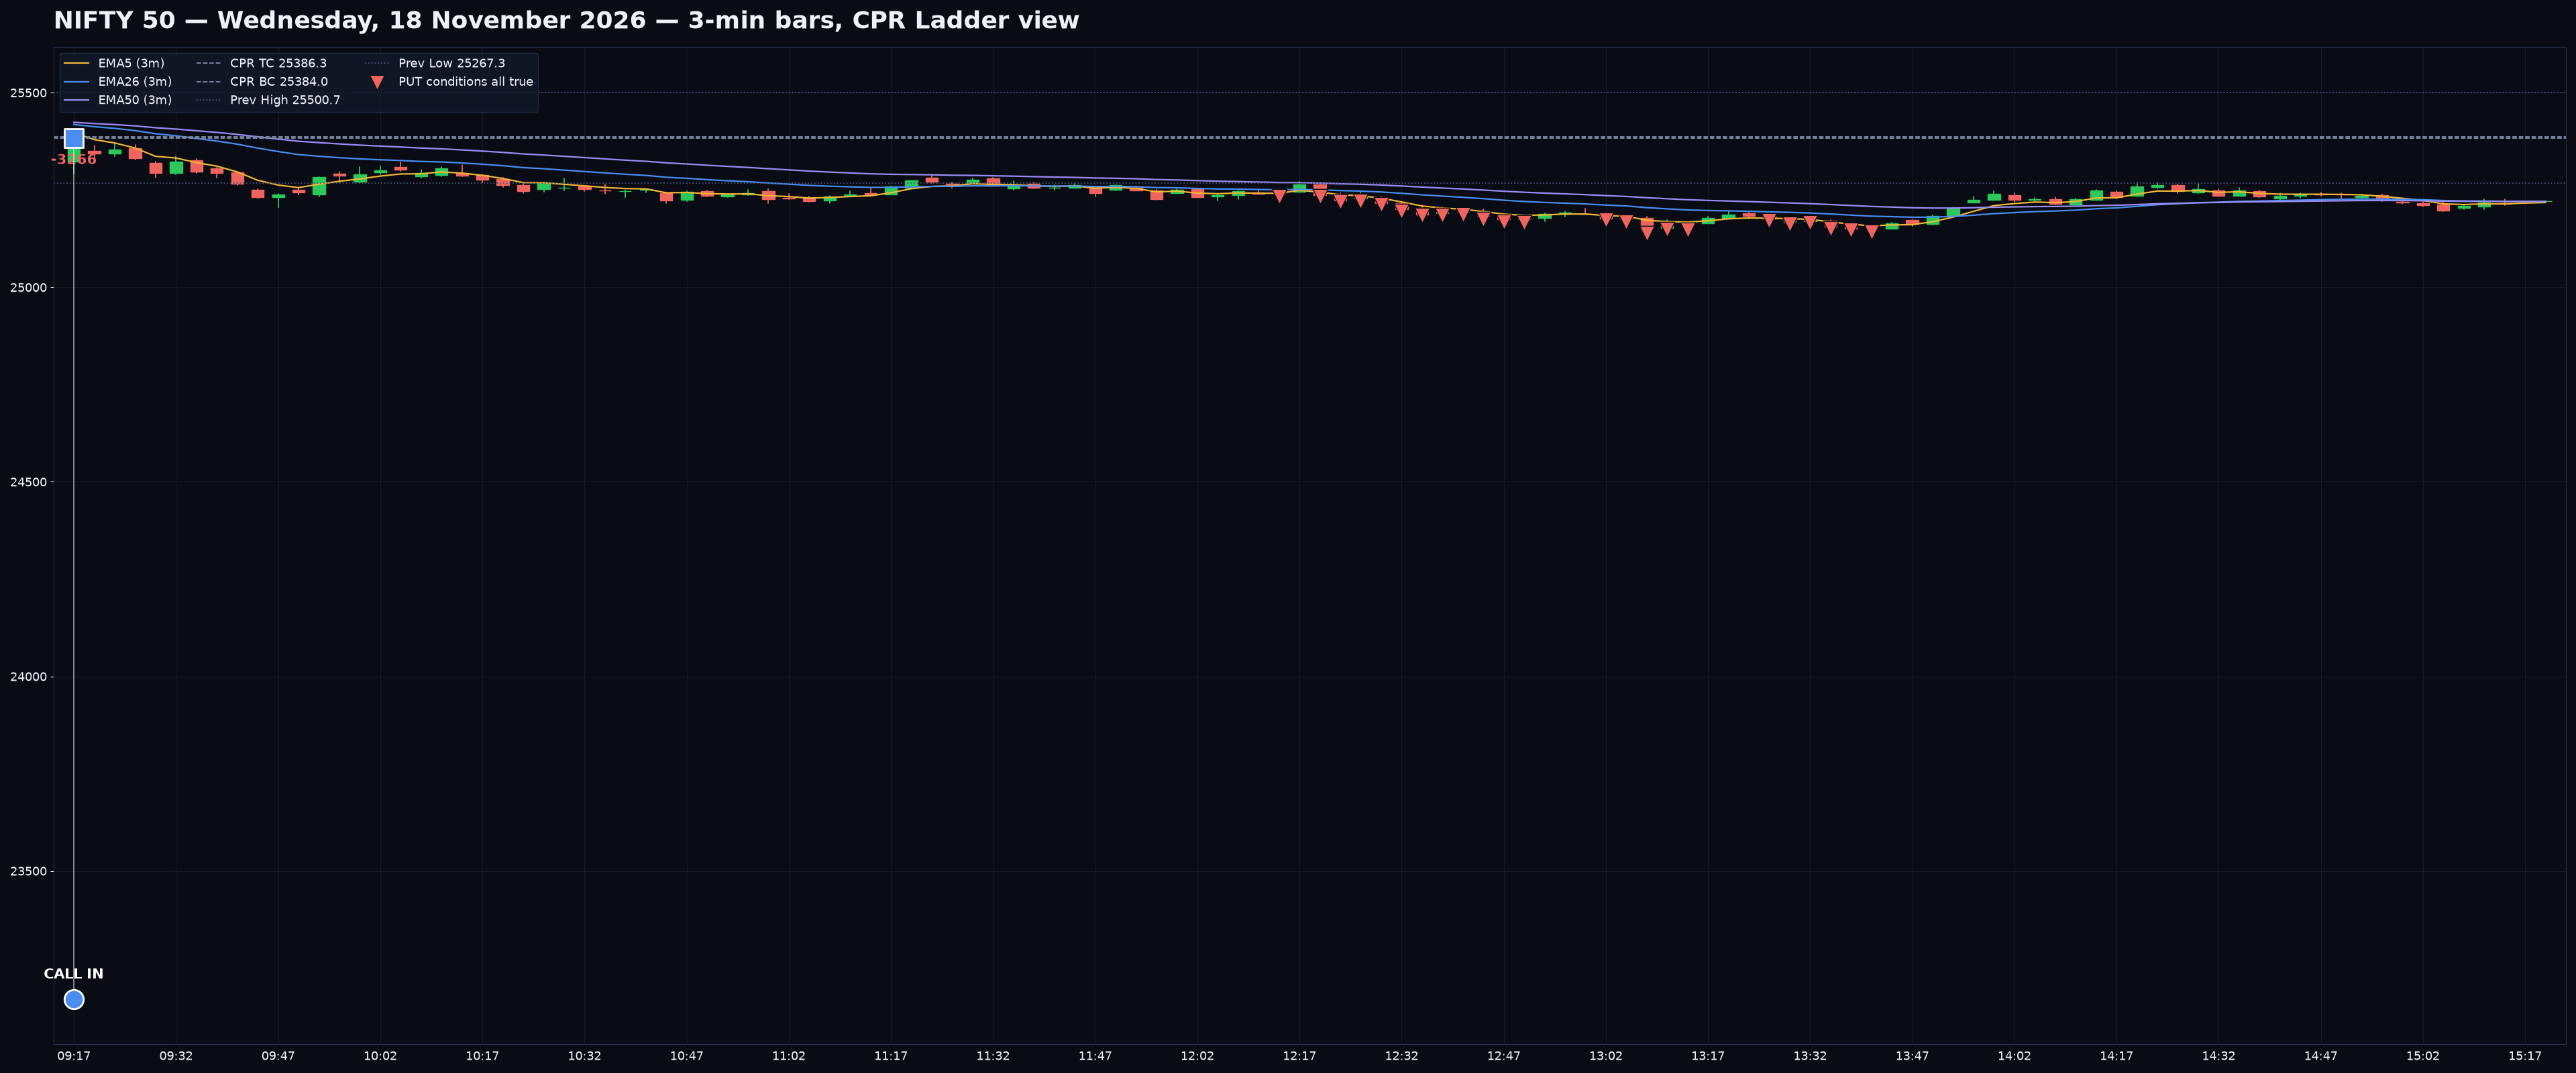 NIFTY 50 — Wednesday, 18 November 2026 — 3-min bars, CPR Ladder view
EMA5 (3m)
EMA26 (3m)
EMA50 (3m)
CPR TC 25386.3
CPR BC 25384.0
Prev High 25500.7
Prev Low 25267.3
PUT conditions all true
25500
25000
24500
24000
23500
CALL IN
09:17 09:32 09:47 10:02 10:17 10:32 10:47 11:02 11:17 11:32 11:47 12:02 12:17 12:32 12:47 13:02 13:17 13:32 13:47 14:02 14:17 14:32 14:47 15:02 15:17